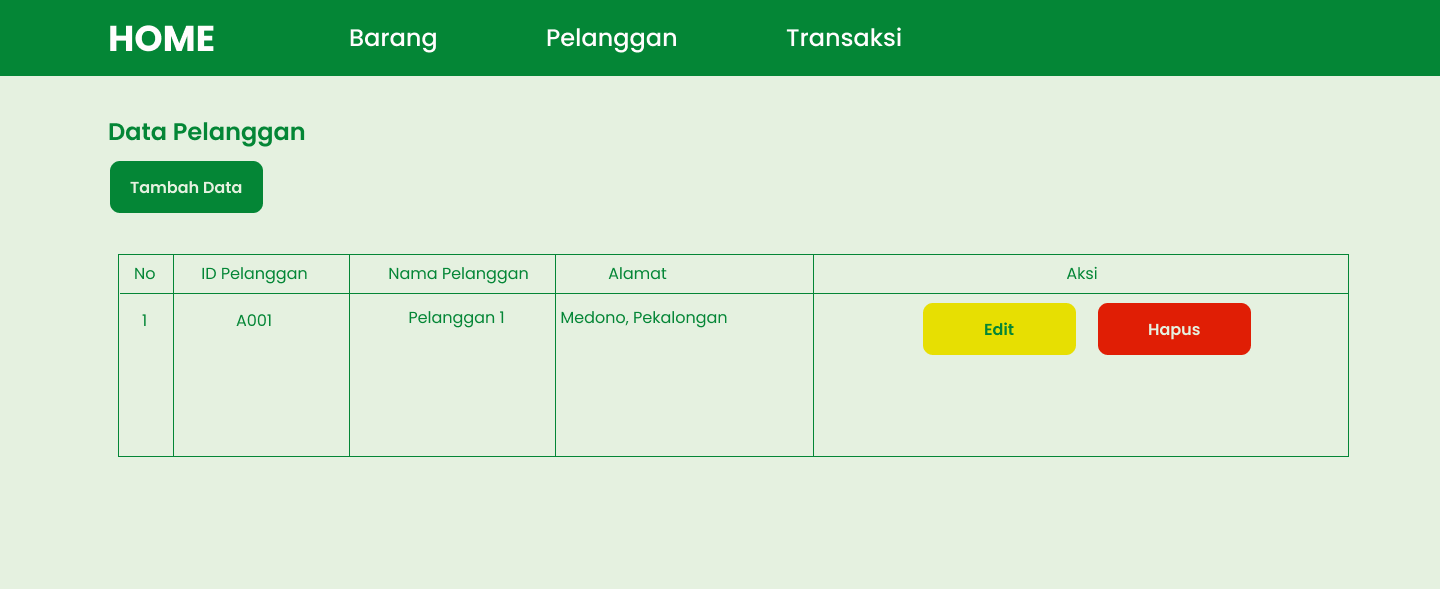 HOME Barang Pelanggan Transaksi
Data Pelanggan
Tambah Data
No ID Pelanggan Nama Pelanggan Alamat Aksi
1 A001 Pelanggan 1 Medono, Pekalongan Edit Hapus